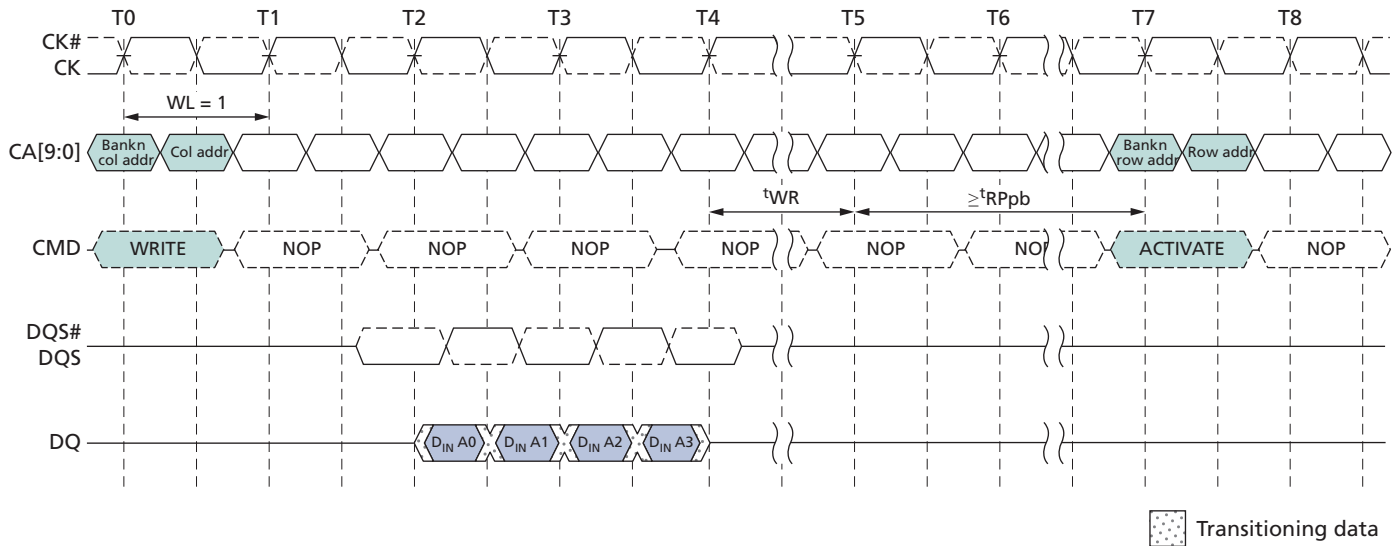 T0 T1 T2 T3 T4 T5 T6 T7 T8
CK#
CK
WL = 1
CA[9:0]
Bankn col addr
Col addr
Bankn row addr
Row addr
tWR
≥tRPpb
CMD WRITE NOP NOP NOP NOP NOP NOP ACTIVATE NOP
DQS#
DQS
DQ DIN A0 DIN A1 DIN A2 DIN A3
Transitioning data